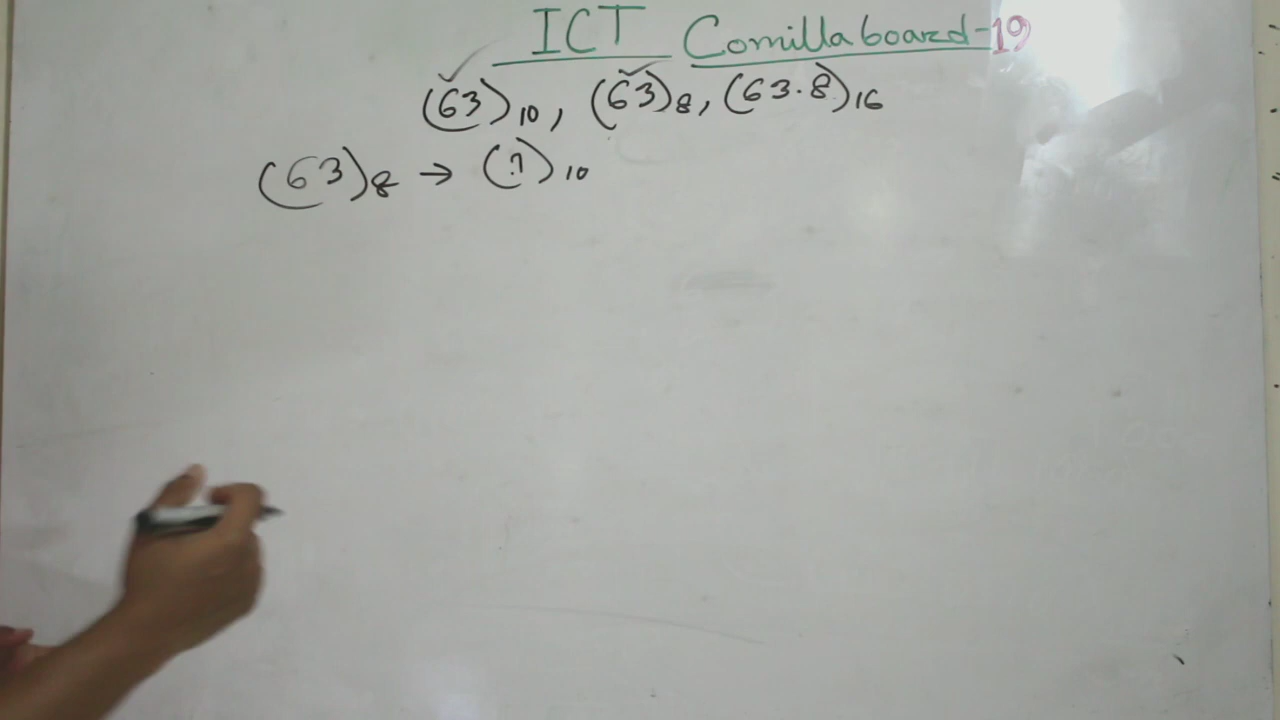 ICT Comilla board-19
(63)₁₀, (63)₈, (63.8)₁₆
(63)₈ → (?)₁₀